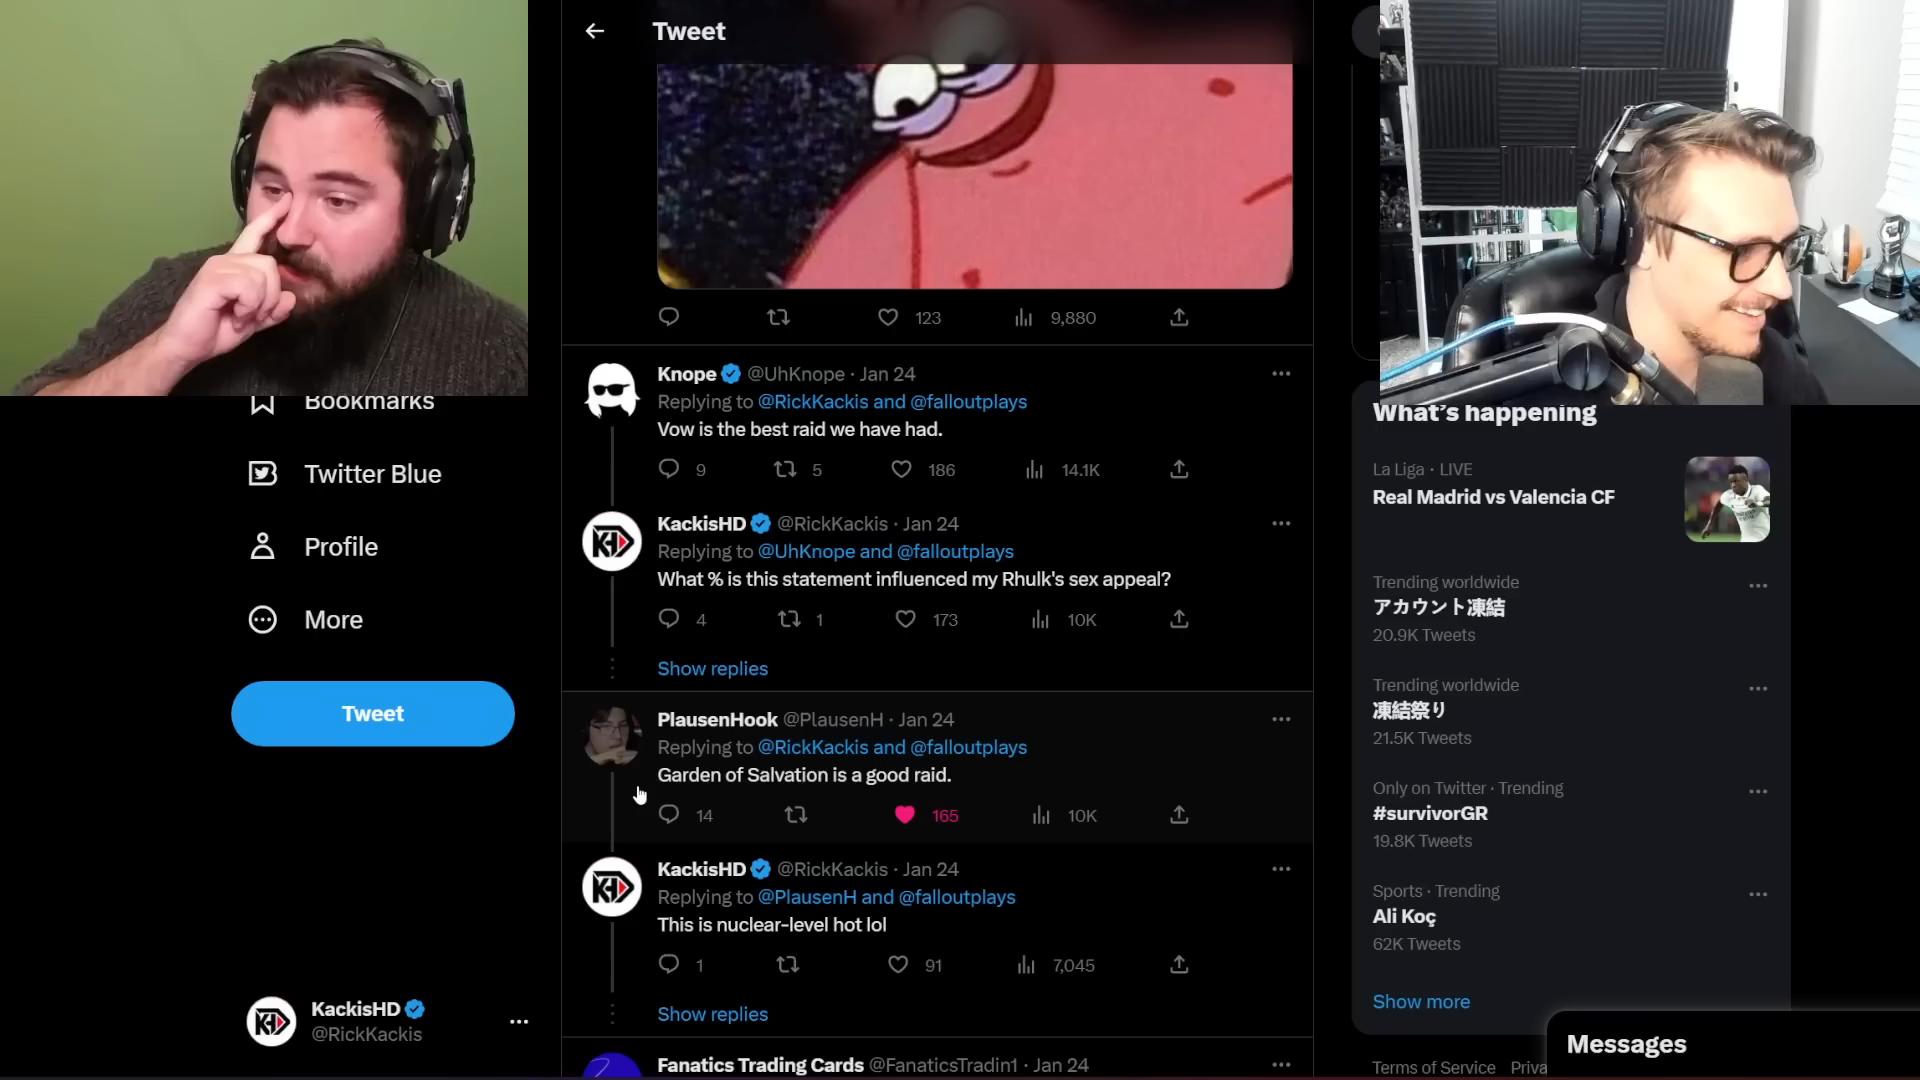 Tweet
123
9,880
Knope @UhKnope · Jan 24
Replying to @RickKackis and @falloutplays
Vow is the best raid we have had.
9
5
186
14.1K
KackisHD @RickKackis · Jan 24
Replying to @UhKnope and @falloutplays
What % is this statement influenced my Rhulk's sex appeal?
4
1
173
10K
Show replies
PlausenHook @PlausenH · Jan 24
Replying to @RickKackis and @falloutplays
Garden of Salvation is a good raid.
14
165
10K
KackisHD @RickKackis · Jan 24
Replying to @PlausenH and @falloutplays
This is nuclear-level hot lol
1
91
7,045
Show replies
Fanatics Trading Cards @FanaticsTradin1 · Jan 24
Bookmarks
Twitter Blue
Profile
More
Tweet
KackisHD
@RickKackis
What's happening
La Liga · LIVE
Real Madrid vs Valencia CF
Trending worldwide
アカウント凍結
20.9K Tweets
Trending worldwide
凍結祭り
21.5K Tweets
Only on Twitter · Trending
#survivorGR
19.8K Tweets
Sports · Trending
Ali Koç
62K Tweets
Show more
Messages
Terms of Service Priva